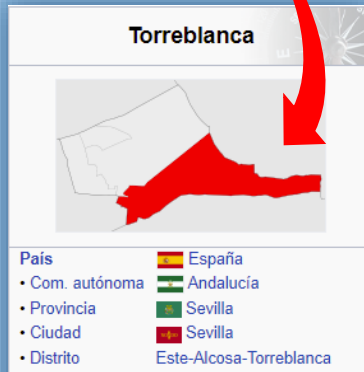 Torreblanca
País España
• Com. autónoma Andalucía
• Provincia Sevilla
• Ciudad Sevilla
• Distrito Este-Alcosa-Torreblanca